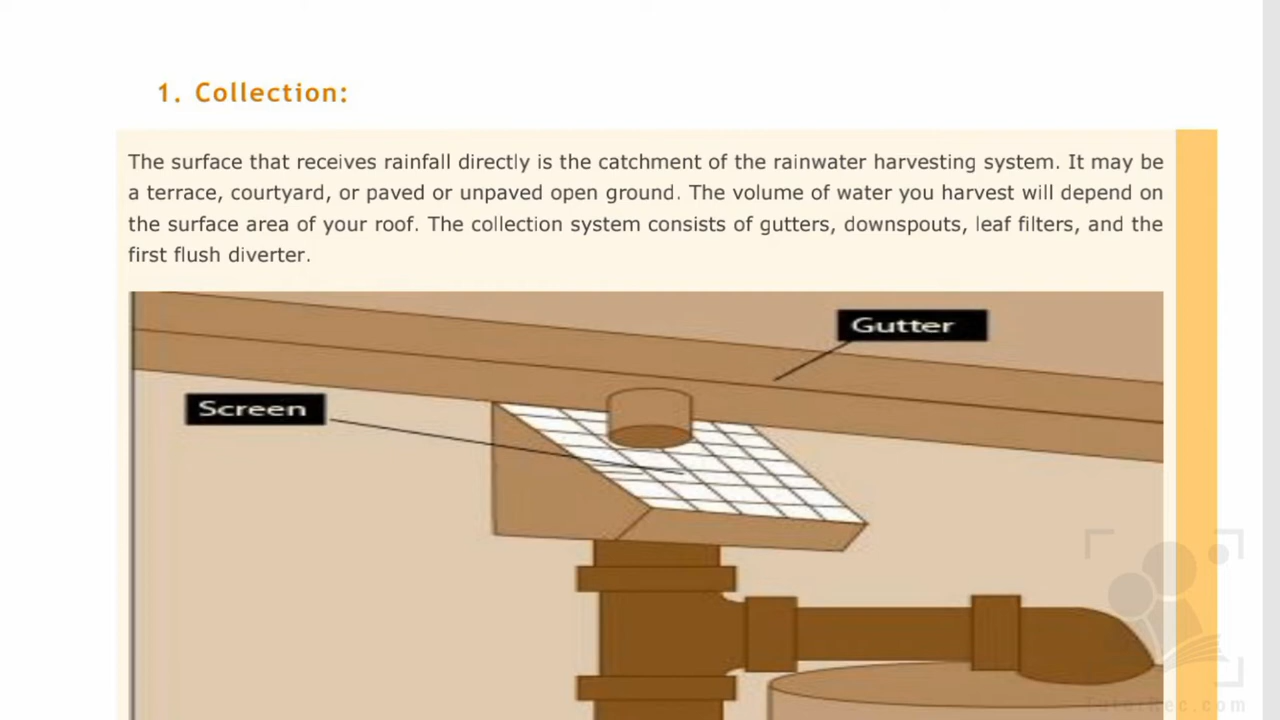 1. Collection:
The surface that receives rainfall directly is the catchment of the rainwater harvesting system. It may be
a terrace, courtyard, or paved or unpaved open ground. The volume of water you harvest will depend on
the surface area of your roof. The collection system consists of gutters, downspouts, leaf filters, and the
first flush diverter.
Gutter
Screen
TutorRec.com